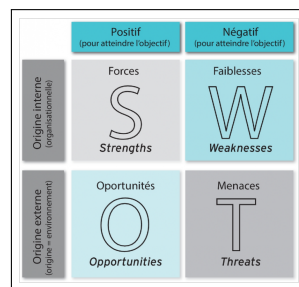 Positif
(pour atteindre l'objectif)
Négatif
(pour atteindre l'objectif)
Origine interne
(organisationnelle)
Forces
S
Strengths
Faiblesses
W
Weaknesses
Origine externe
(origine = environnement)
Opportunités
O
Opportunities
Menaces
T
Threats